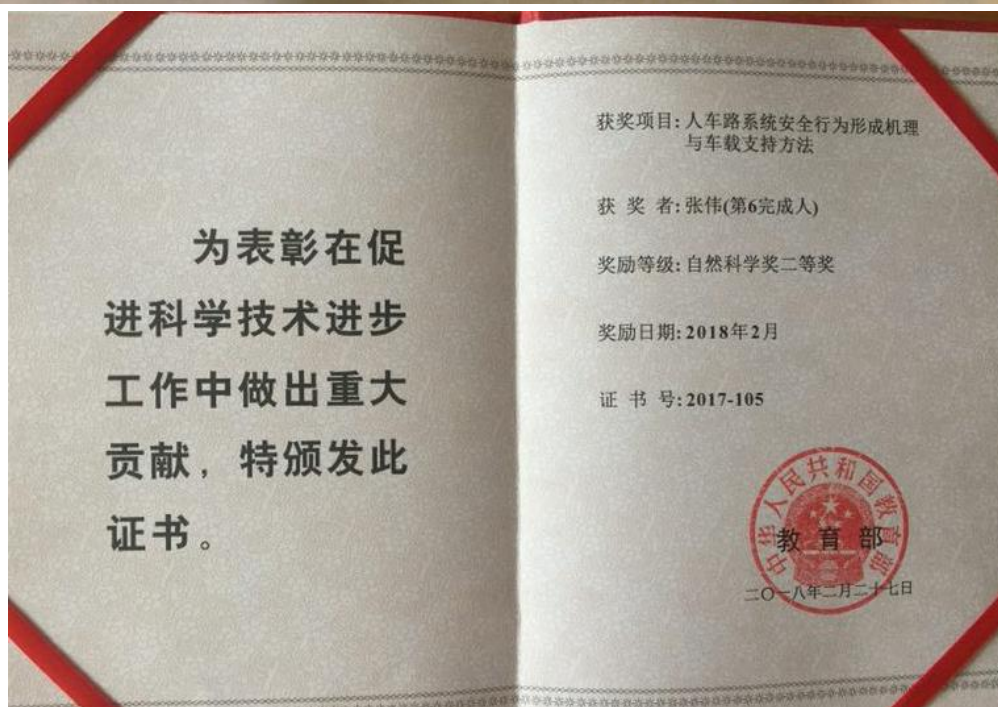 为表彰在促
进科学技术进步
工作中做出重大
贡献，特颁发此
证书。
获奖项目:人车路系统安全行为形成机理
与车载支持方法
获 奖 者:张伟(第6完成人)
奖励等级:自然科学奖二等奖
奖励日期:2018年2月
证 书 号:2017-105
中华人民共和国教育部
教 育 部
二〇一八年二月二十七日